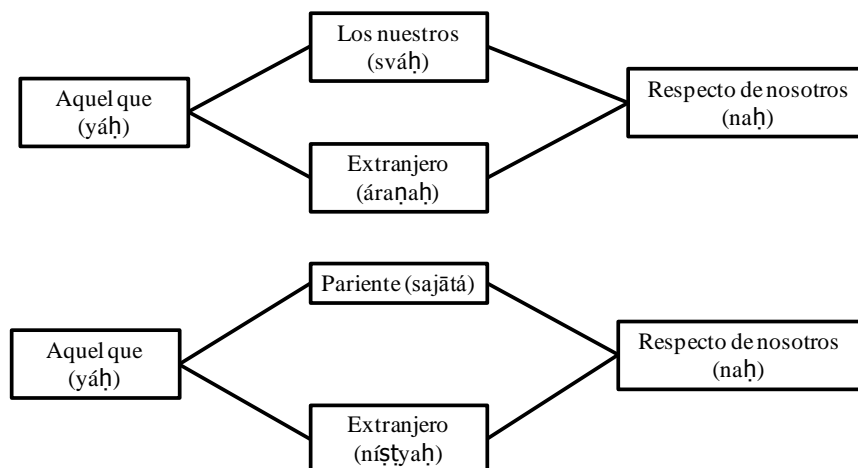 Los nuestros
(sváḥ)
Aquel que
(yáḥ)
Respecto de nosotros
(naḥ)
Extranjero
(áraṇaḥ)
Pariente (sajātá)
Aquel que
(yáḥ)
Respecto de nosotros
(naḥ)
Extranjero
(níṣṭyaḥ)